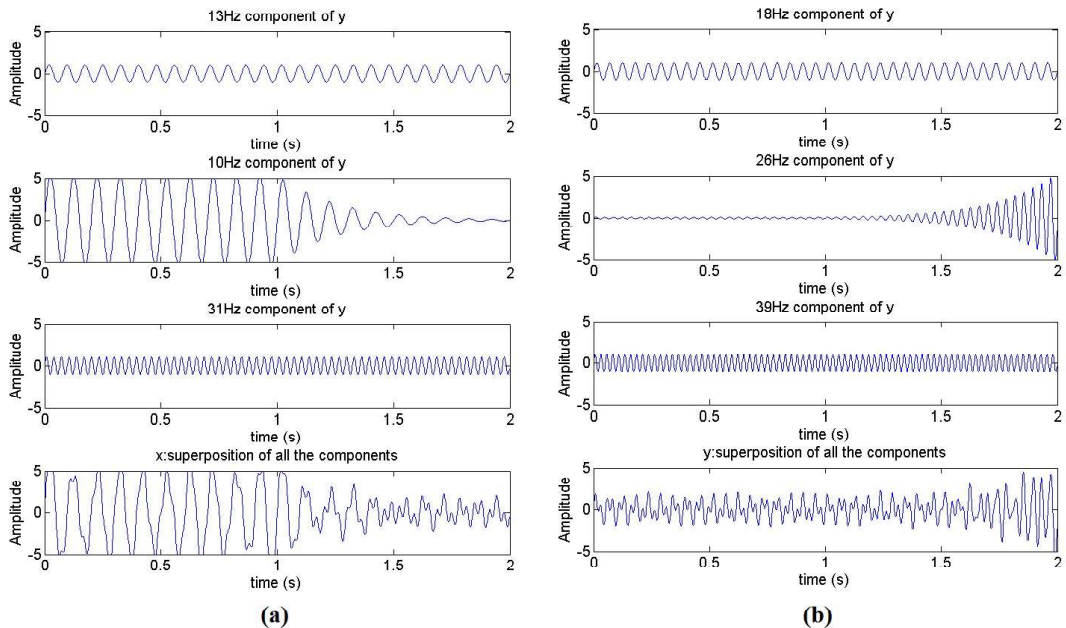 13Hz component of y
5
0
-5
Amplitude
0 0.5 1 1.5 2
time (s)
10Hz component of y
5
0
-5
Amplitude
0 0.5 1 1.5 2
time (s)
31Hz component of y
5
0
-5
Amplitude
0 0.5 1 1.5 2
time (s)
x:superposition of all the components
5
0
-5
Amplitude
0 0.5 1 1.5 2
time (s)
(a)
18Hz component of y
5
0
-5
Amplitude
0 0.5 1 1.5 2
time (s)
26Hz component of y
5
0
-5
Amplitude
0 0.5 1 1.5 2
time (s)
39Hz component of y
5
0
-5
Amplitude
0 0.5 1 1.5 2
time (s)
y:superposition of all the components
5
0
-5
Amplitude
0 0.5 1 1.5 2
time (s)
(b)